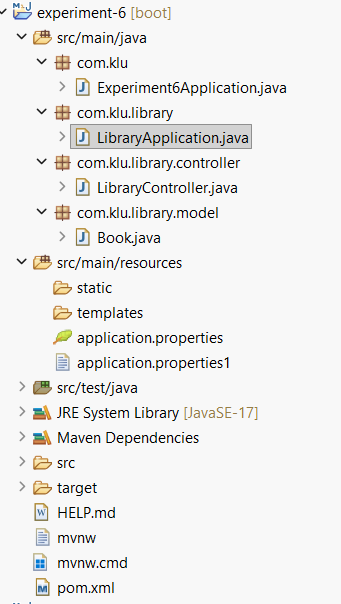 experiment-6 [boot]
src/main/java
com.klu
Experiment6Application.java
com.klu.library
LibraryApplication.java
com.klu.library.controller
LibraryController.java
com.klu.library.model
Book.java
src/main/resources
static
templates
application.properties
application.properties1
src/test/java
JRE System Library [JavaSE-17]
Maven Dependencies
src
target
HELP.md
mvnw
mvnw.cmd
pom.xml